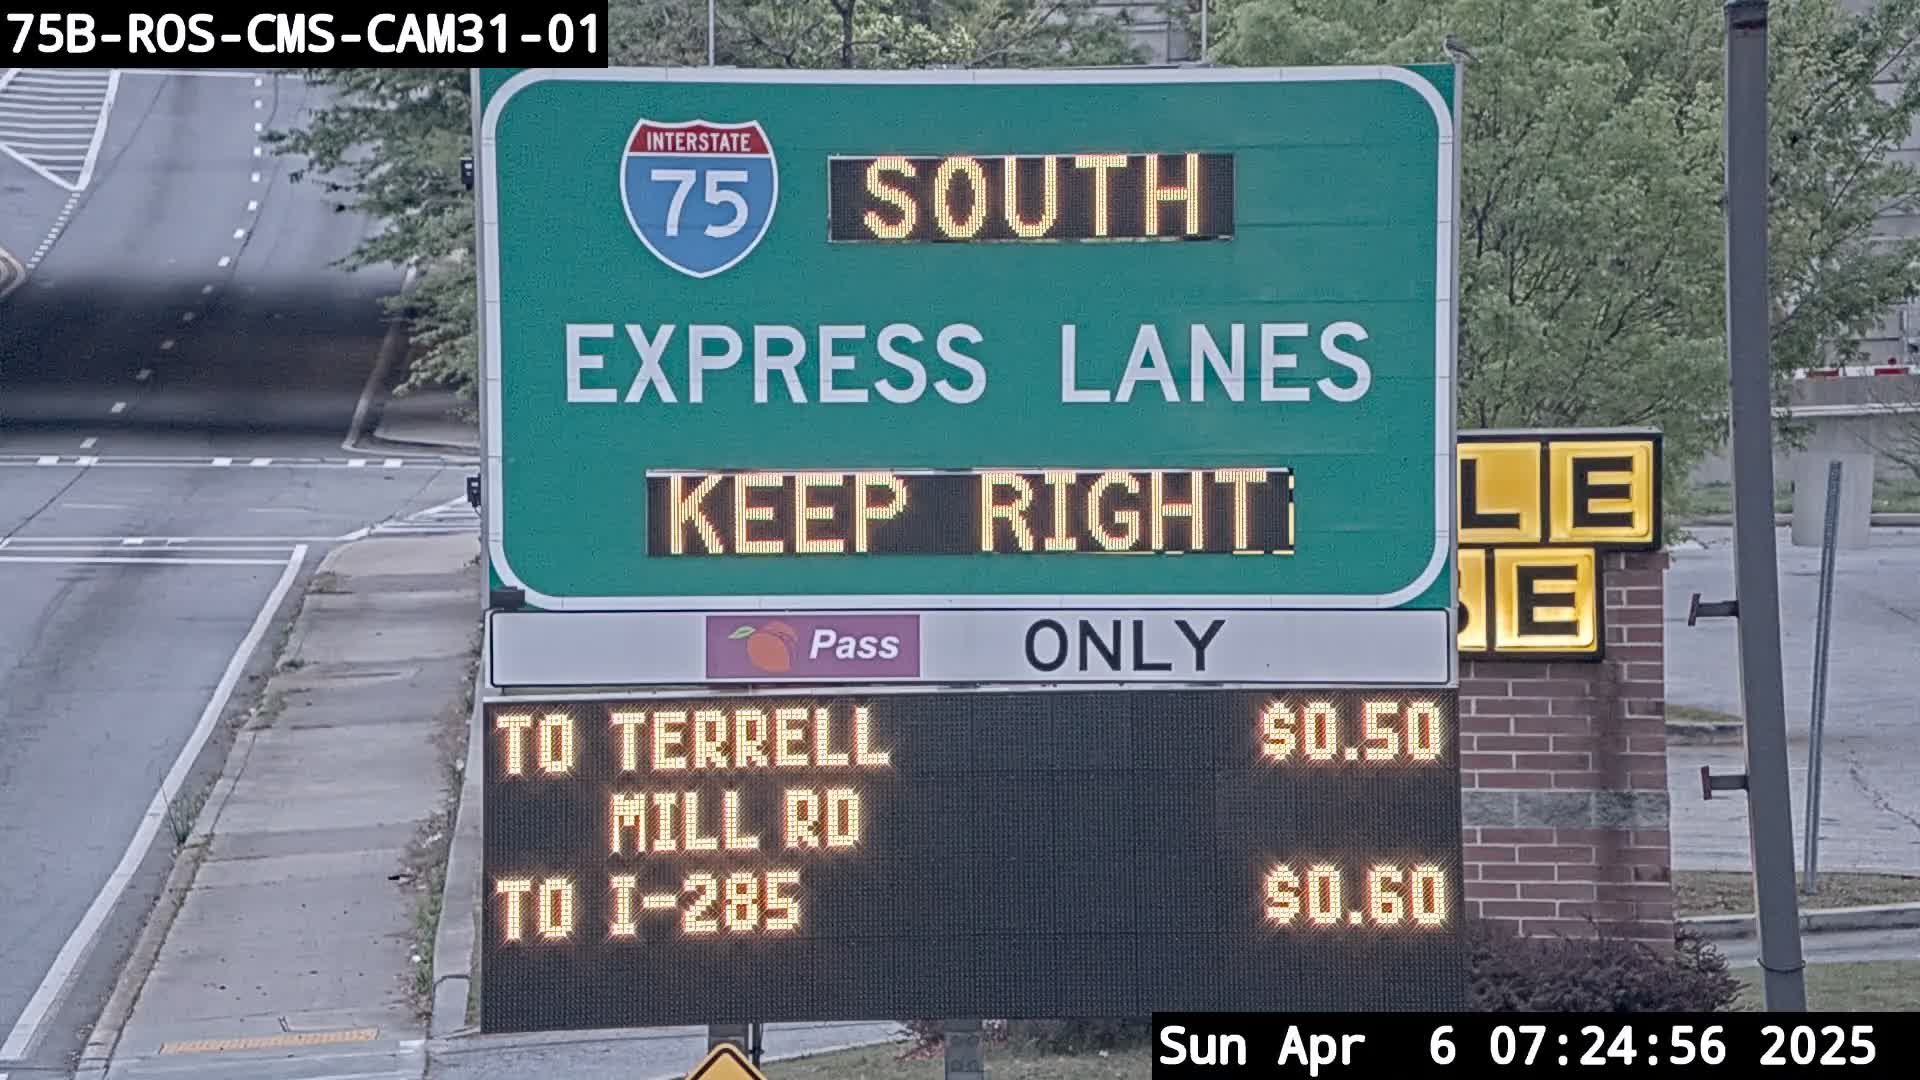 75B-ROS-CMS-CAM31-01
INTERSTATE
75
SOUTH
EXPRESS LANES
KEEP RIGHT
LE
E
Pass ONLY
TO TERRELL $0.50
MILL RD
TO I-285 $0.60
Sun Apr 6 07:24:56 2025